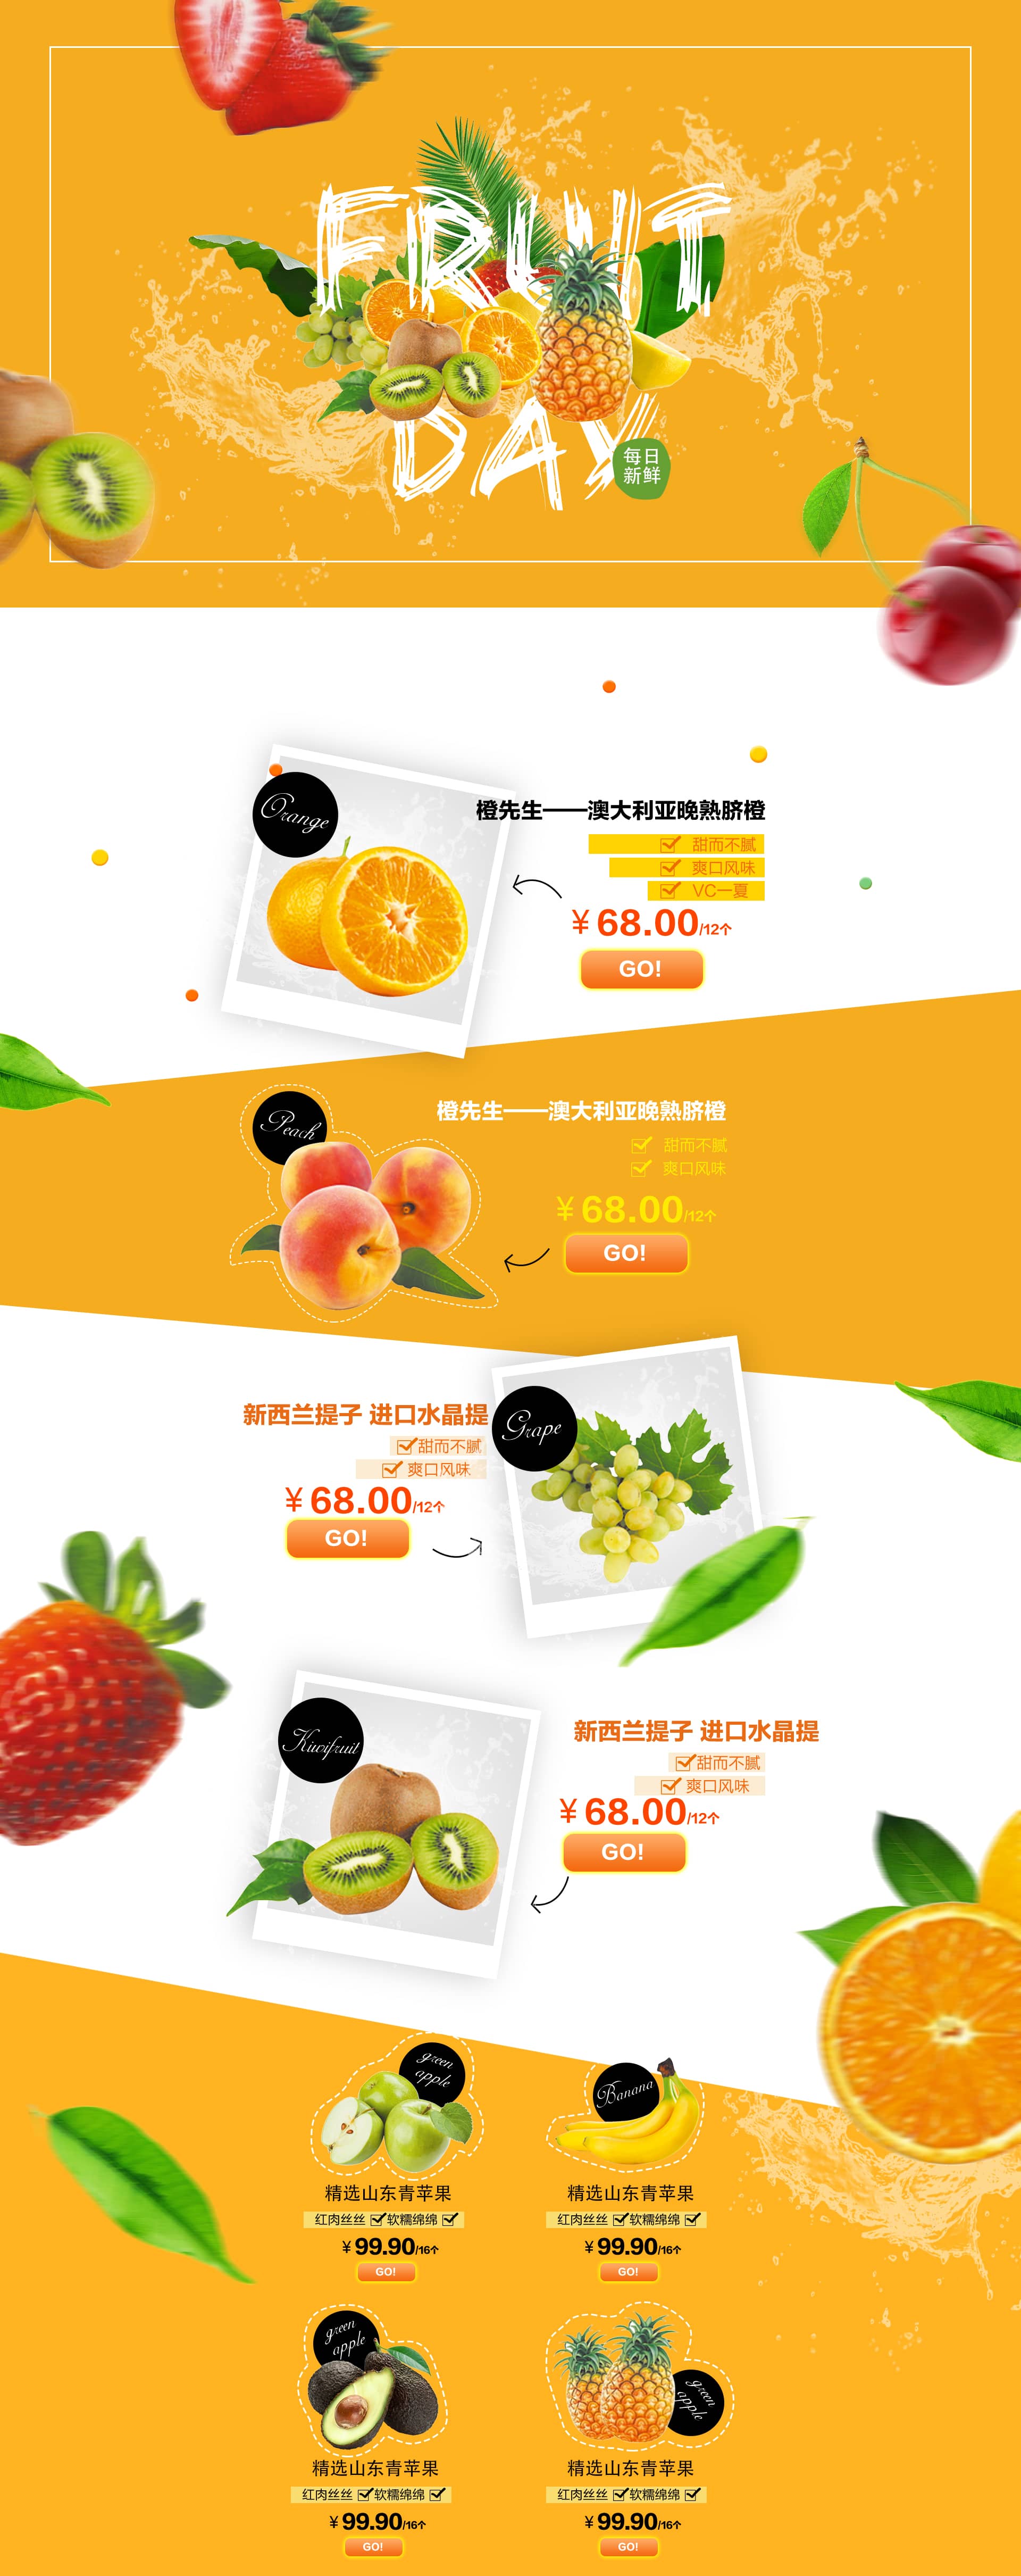 FRUIT
DAY
每日
新鲜
Orange
橙先生——澳大利亚晚熟脐橙
甜而不腻
爽口风味
VC一夏
¥68.00/12个
GO!
Peach
橙先生——澳大利亚晚熟脐橙
甜而不腻
爽口风味
¥68.00/12个
GO!
新西兰提子 进口水晶提
Grape
甜而不腻
爽口风味
¥68.00/12个
GO!
Kiwifruit
新西兰提子 进口水晶提
甜而不腻
爽口风味
¥68.00/12个
GO!
green
apple
精选山东青苹果
红肉丝丝 软糯绵绵
¥99.90/16个
GO!
Banana
精选山东青苹果
红肉丝丝 软糯绵绵
¥99.90/16个
GO!
green
apple
精选山东青苹果
红肉丝丝 软糯绵绵
¥99.90/16个
GO!
green
apple
精选山东青苹果
红肉丝丝 软糯绵绵
¥99.90/16个
GO!